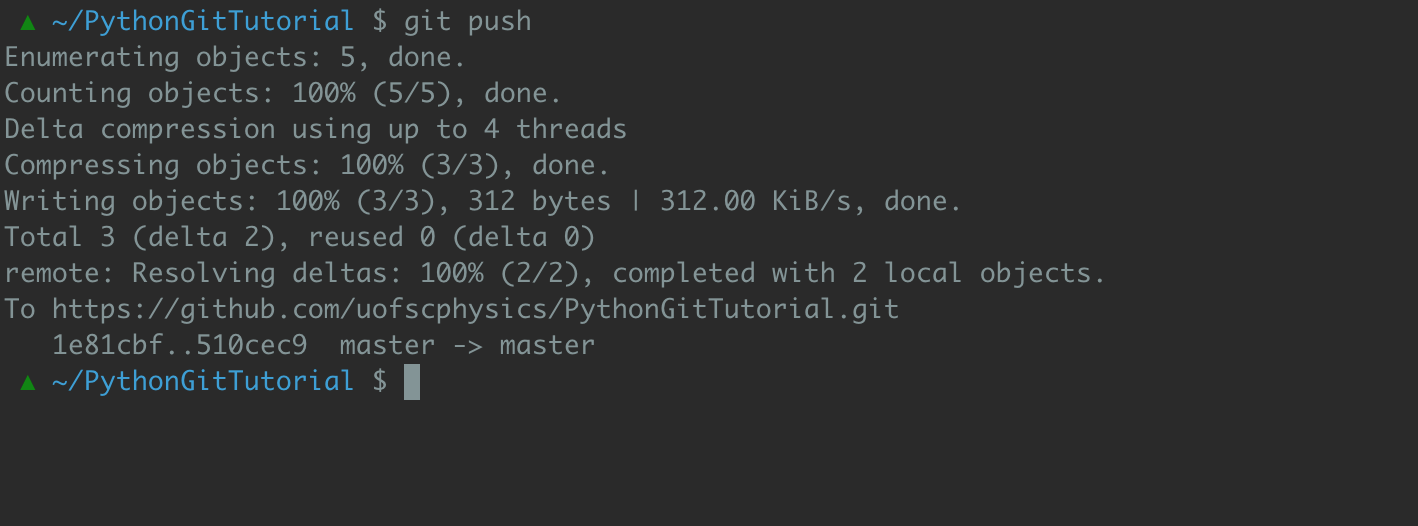 ▲ ~/PythonGitTutorial $ git push
Enumerating objects: 5, done.
Counting objects: 100% (5/5), done.
Delta compression using up to 4 threads
Compressing objects: 100% (3/3), done.
Writing objects: 100% (3/3), 312 bytes | 312.00 KiB/s, done.
Total 3 (delta 2), reused 0 (delta 0)
remote: Resolving deltas: 100% (2/2), completed with 2 local objects.
To https://github.com/uofscphysics/PythonGitTutorial.git
   1e81cbf..510cec9  master -> master
▲ ~/PythonGitTutorial $